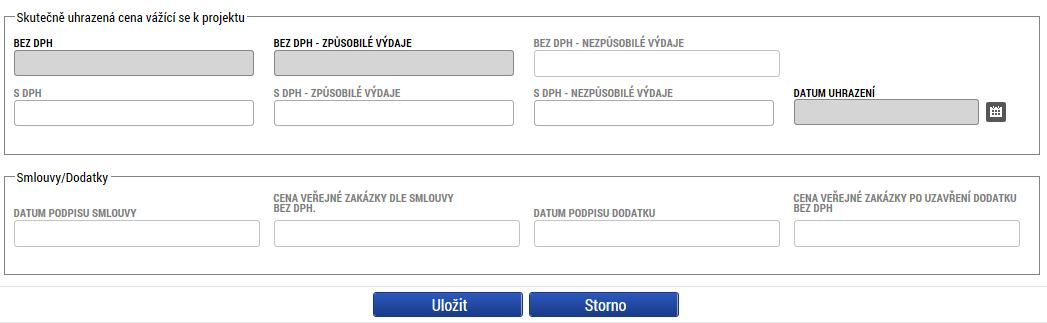 Skutečně uhrazená cena vážící se k projektu
BEZ DPH
BEZ DPH - ZPŮSOBILÉ VÝDAJE
BEZ DPH - NEZPŮSOBILÉ VÝDAJE
S DPH
S DPH - ZPŮSOBILÉ VÝDAJE
S DPH - NEZPŮSOBILÉ VÝDAJE
DATUM UHRAZENÍ
Smlouvy/Dodatky
DATUM PODPISU SMLOUVY
CENA VEŘEJNÉ ZAKÁZKY DLE SMLOUVY
BEZ DPH.
DATUM PODPISU DODATKU
CENA VEŘEJNÉ ZAKÁZKY PO UZAVŘENÍ DODATKU
BEZ DPH
Uložit
Storno